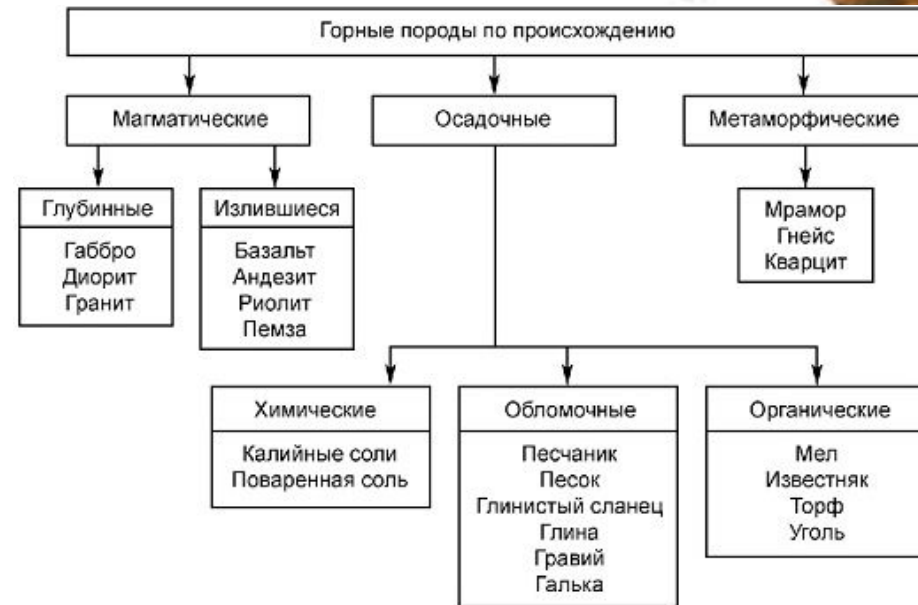 Горные породы по происхождению
Магматические
Осадочные
Метаморфические
Глубинные
Габбро
Диорит
Гранит
Излившиеся
Базальт
Андезит
Риолит
Пемза
Мрамор
Гнейс
Кварцит
Химические
Калийные соли
Поваренная соль
Обломочные
Песчаник
Песок
Глинистый сланец
Глина
Гравий
Галька
Органические
Мел
Известняк
Торф
Уголь